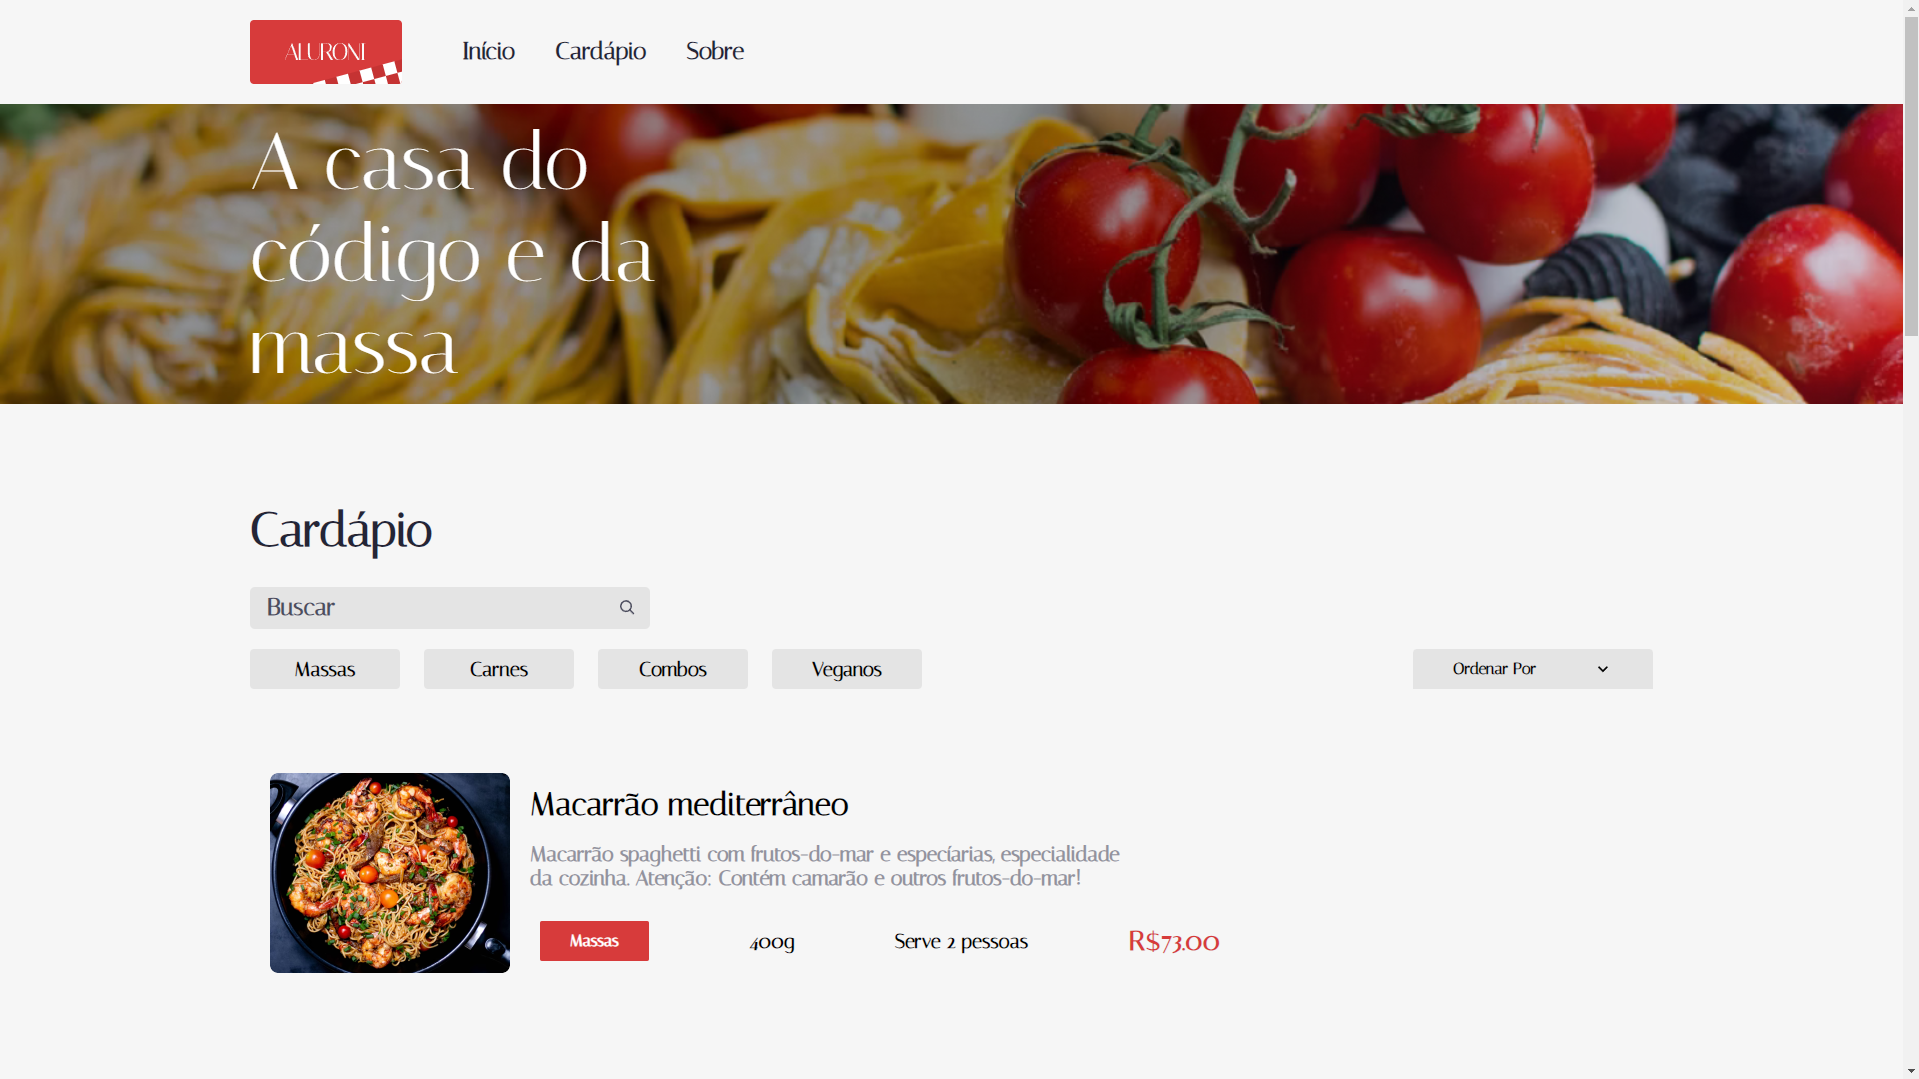 ALURONI
Início Cardápio Sobre
A casa do
código e da
massa
Cardápio
Buscar
Massas Carnes Combos Veganos Ordenar Por
Macarrão mediterrâneo
Macarrão spaghetti com frutos-do-mar e especíarias, especialidade
da cozinha. Atenção: Contém camarão e outros frutos-do-mar!
Massas 400g Serve 2 pessoas R$73.00